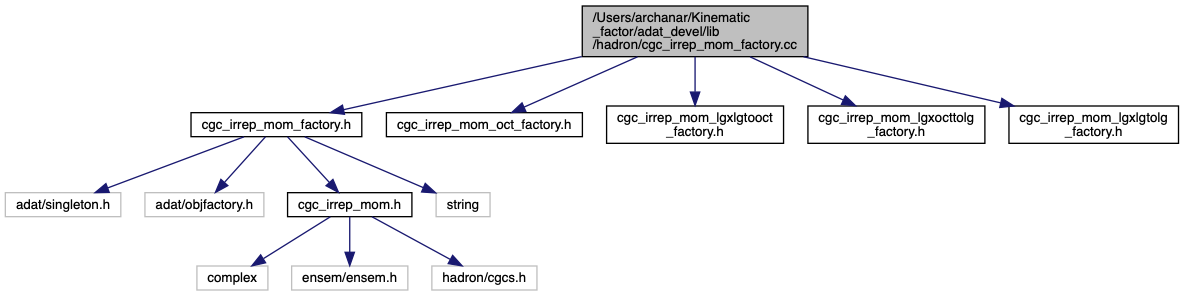 /Users/archanar/Kinematic
_factor/adat_devel/lib
/hadron/cgc_irrep_mom_factory.cc
cgc_irrep_mom_factory.h
cgc_irrep_mom_oct_factory.h
cgc_irrep_mom_lgxlgtooct
_factory.h
cgc_irrep_mom_lgxocttolg
_factory.h
cgc_irrep_mom_lgxlgtolg
_factory.h
adat/singleton.h
adat/objfactory.h
cgc_irrep_mom.h
string
complex
ensem/ensem.h
hadron/cgcs.h